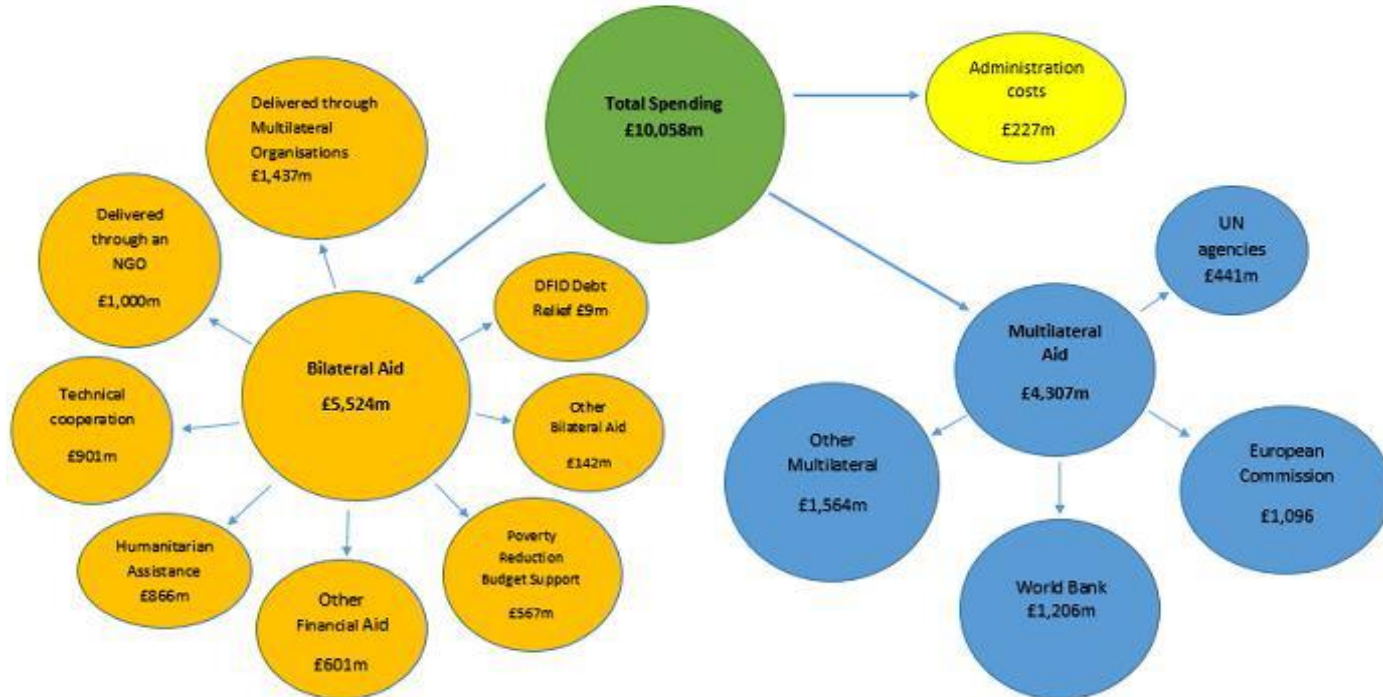 Total Spending
£10,058m
Administration
costs
£227m
Delivered through
Multilateral
Organisations
£1,437m
Delivered
through an
NGO
£1,000m
Technical
cooperation
£901m
Humanitarian
Assistance
£866m
Other
Financial Aid
£601m
Poverty
Reduction
Budget Support
£567m
Other
Bilateral Aid
£142m
DFID Debt
Relief £9m
Bilateral Aid
£5,524m
Multilateral
Aid
£4,307m
UN
agencies
£441m
European
Commission
£1,096
World Bank
£1,206m
Other
Multilateral
£1,564m